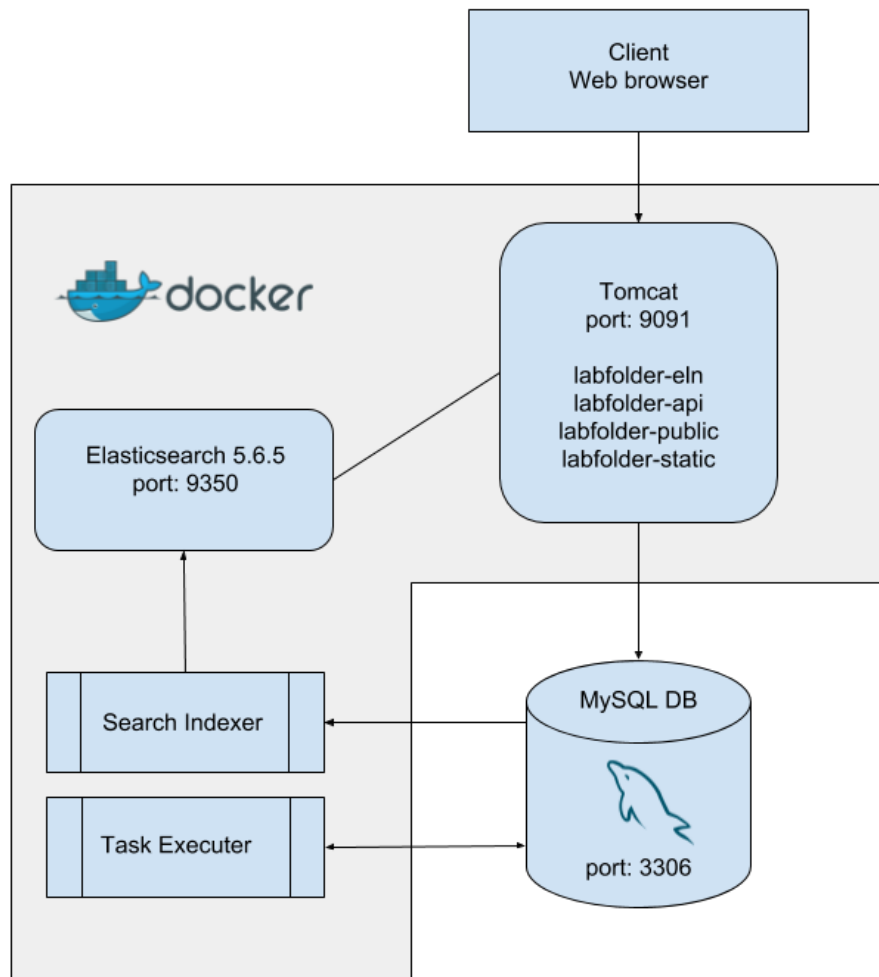 Client
Web browser
docker
Tomcat
port: 9091
labfolder-eln
labfolder-api
labfolder-public
labfolder-static
Elasticsearch 5.6.5
port: 9350
MySQL DB
Search Indexer
Task Executer
port: 3306